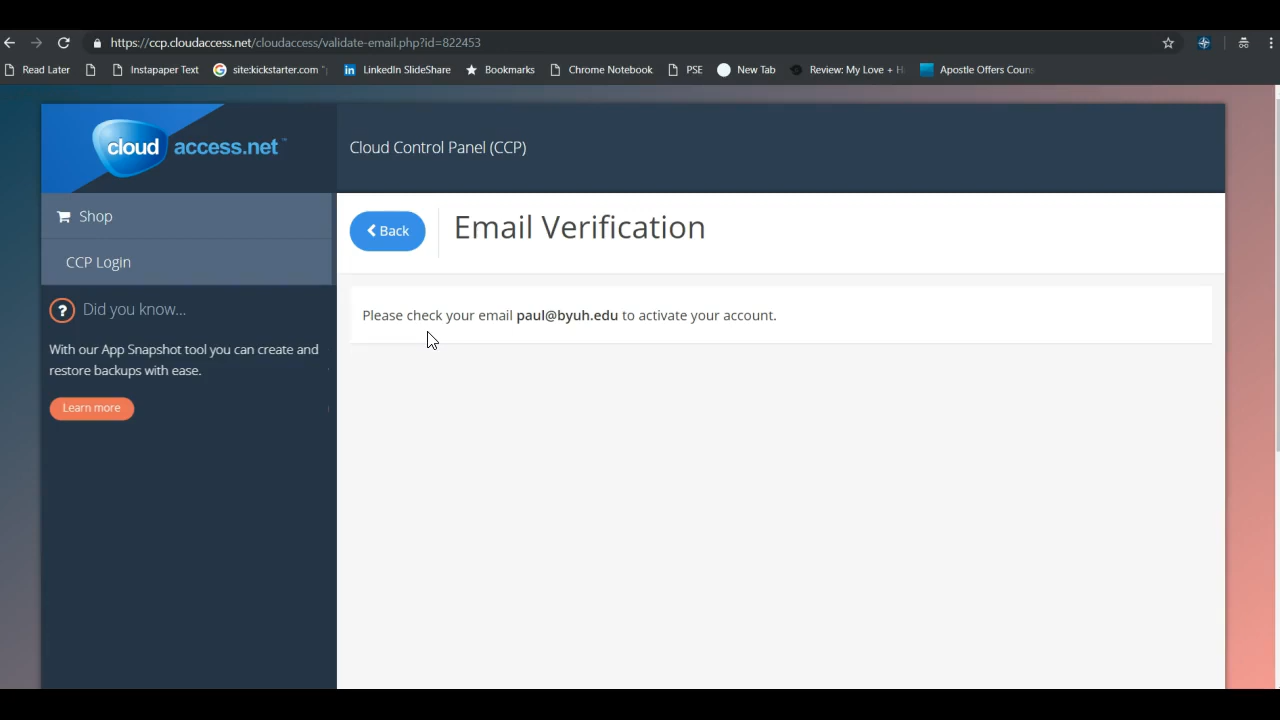 https://ccp.cloudaccess.net/cloudaccess/validate-email.php?id=822453
Read Later Instapaper Text site:kickstarter.com " LinkedIn SlideShare Bookmarks Chrome Notebook PSE New Tab Review: My Love + H Apostle Offers Coun
cloud access.net™
Cloud Control Panel (CCP)
Shop
CCP Login
Back
Email Verification
? Did you know...
With our App Snapshot tool you can create and
restore backups with ease.
Learn more
Please check your email paul@byuh.edu to activate your account.